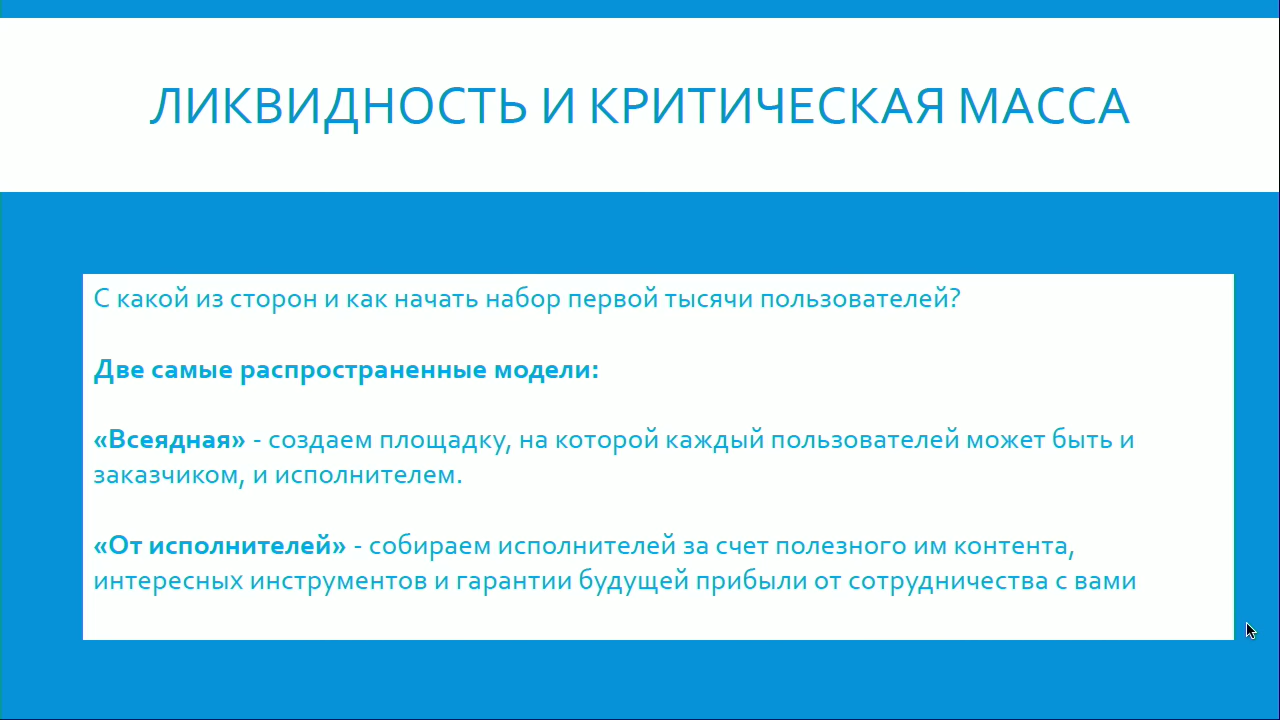 ЛИКВИДНОСТЬ И КРИТИЧЕСКАЯ МАССА
С какой из сторон и как начать набор первой тысячи пользователей?
Две самые распространенные модели:
«Всеядная» - создаем площадку, на которой каждый пользователей может быть и
заказчиком, и исполнителем.
«От исполнителей» - собираем исполнителей за счет полезного им контента,
интересных инструментов и гарантии будущей прибыли от сотрудничества с вами